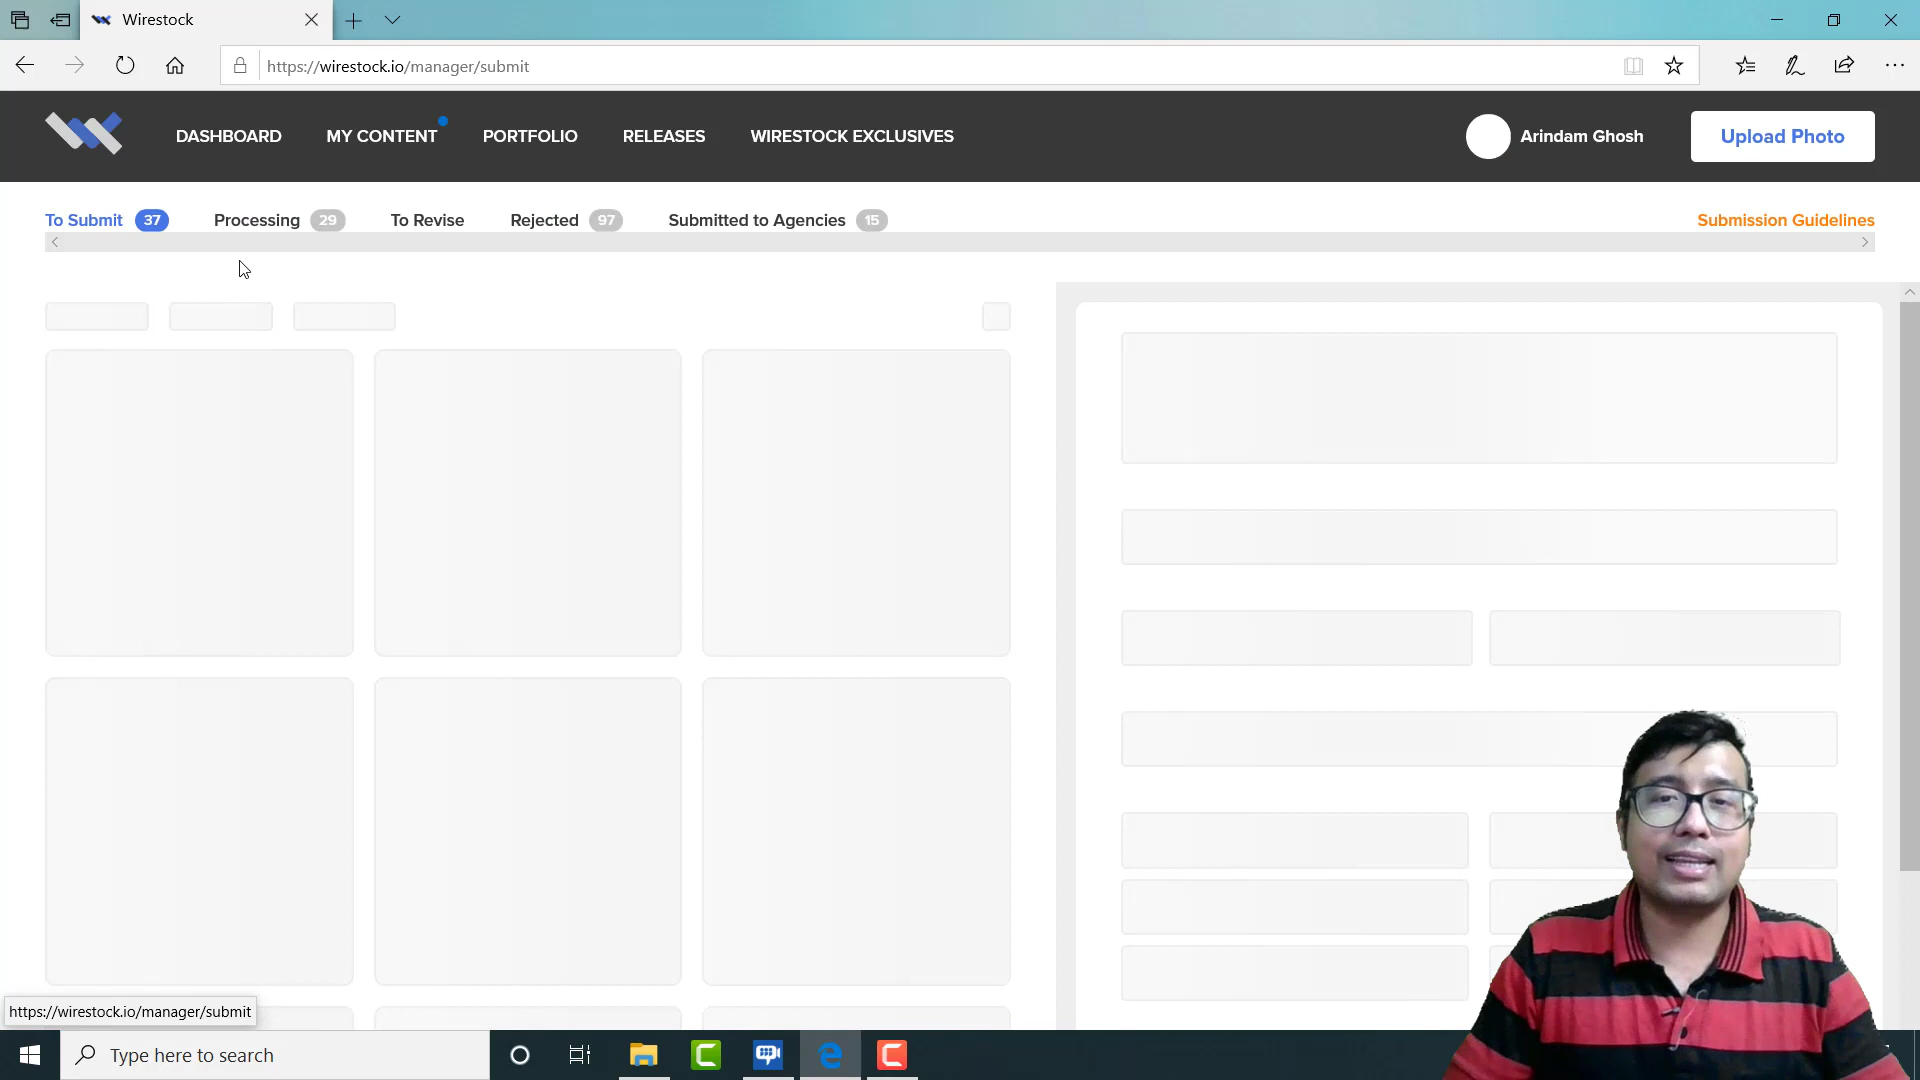 Wirestock
https://wirestock.io/manager/submit
DASHBOARD MY CONTENT PORTFOLIO RELEASES WIRESTOCK EXCLUSIVES Arindam Ghosh Upload Photo
To Submit 37 Processing 29 To Revise Rejected 97 Submitted to Agencies 15 Submission Guidelines
https://wirestock.io/manager/submit
Type here to search